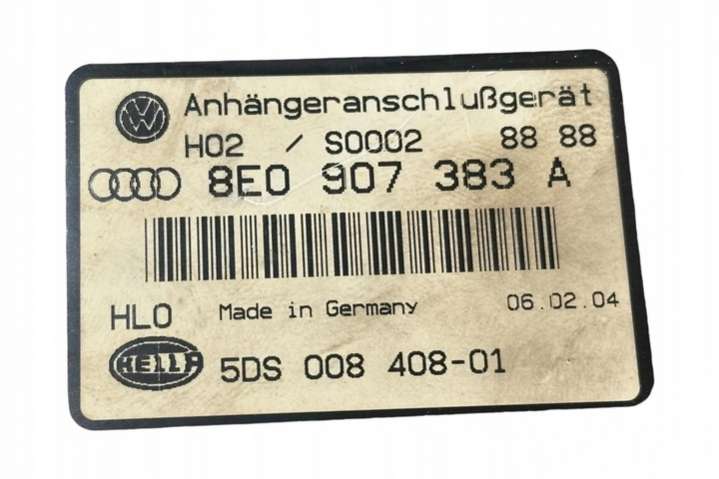 Anhängeranschlußgerät
H02 / S0002 88 88
8E0 907 383 A
HLO Made in Germany 06.02.04
HELLA 5DS 008 408-01